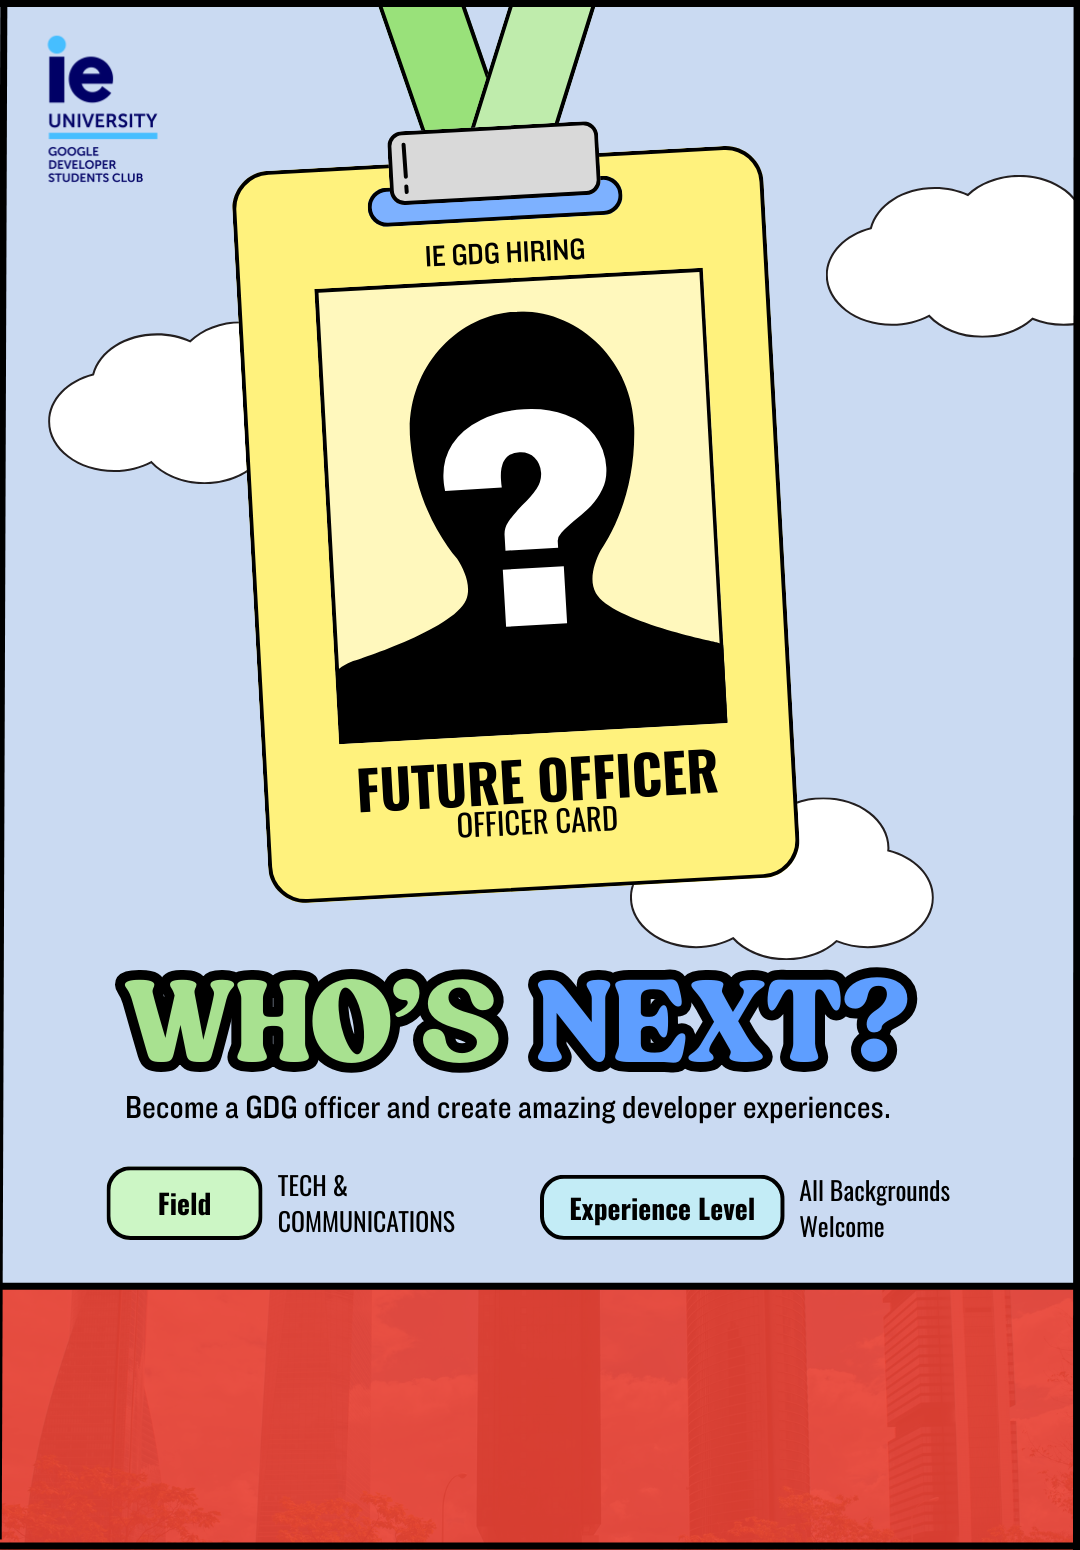 ie
UNIVERSITY
GOOGLE
DEVELOPER
STUDENTS CLUB
IE GDG HIRING
?
FUTURE OFFICER
OFFICER CARD
WHO'S NEXT?
Become a GDG officer and create amazing developer experiences.
Field
TECH &
COMMUNICATIONS
Experience Level
All Backgrounds
Welcome